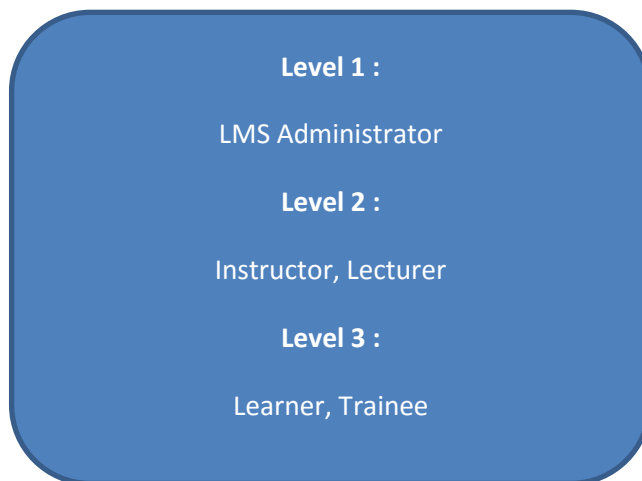 Level 1 :
LMS Administrator
Level 2 :
Instructor, Lecturer
Level 3 :
Learner, Trainee